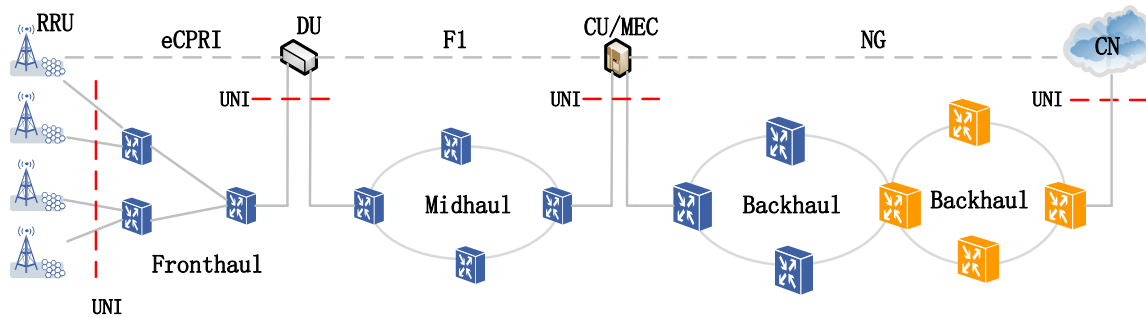 RRU
eCPRI
DU
F1
CU/MEC
NG
CN
UNI
UNI
UNI
Midhaul
Backhaul
Backhaul
Fronthaul
UNI